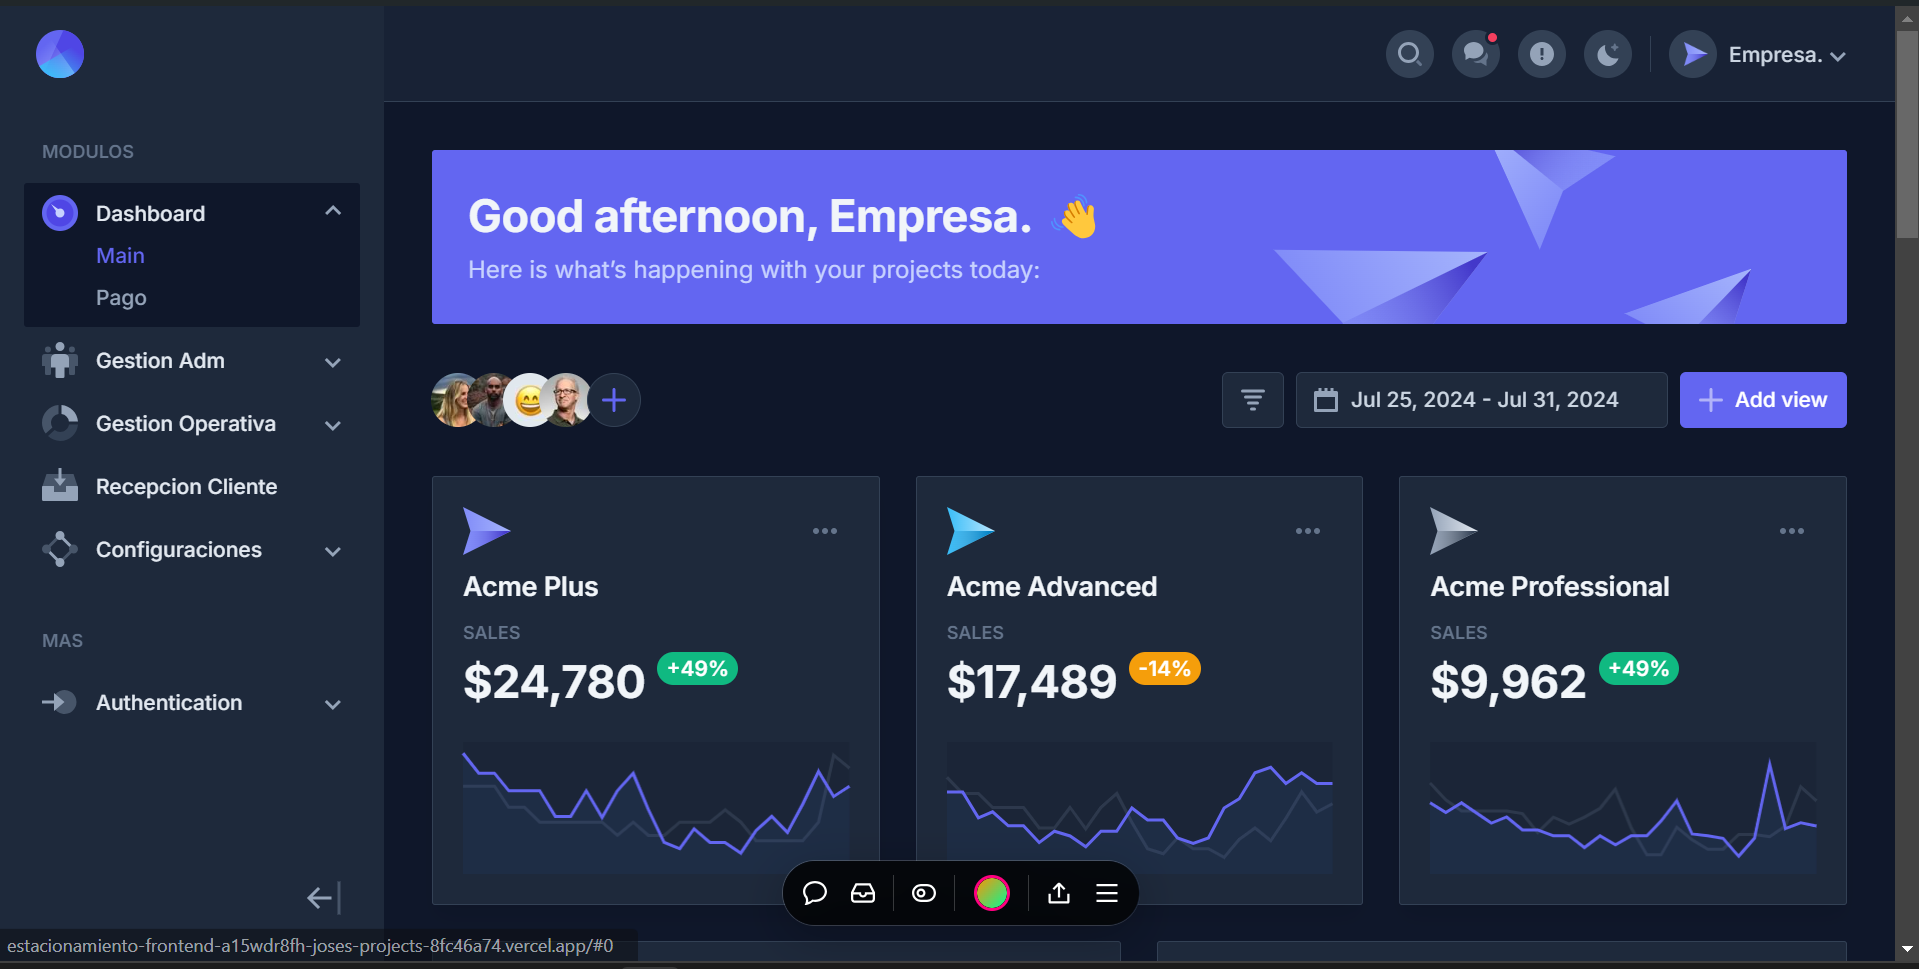 Empresa.
MODULOS
Dashboard
Main
Pago
Gestion Adm
Gestion Operativa
Recepcion Cliente
Configuraciones
MAS
Authentication
Good afternoon, Empresa. 👋
Here is what’s happening with your projects today:
Jul 25, 2024 - Jul 31, 2024
Add view
Acme Plus
SALES
$24,780 +49%
Acme Advanced
SALES
$17,489 -14%
Acme Professional
SALES
$9,962 +49%
estacionamiento-frontend-a15wdr8fh-joses-projects-8fc46a74.vercel.app/#0